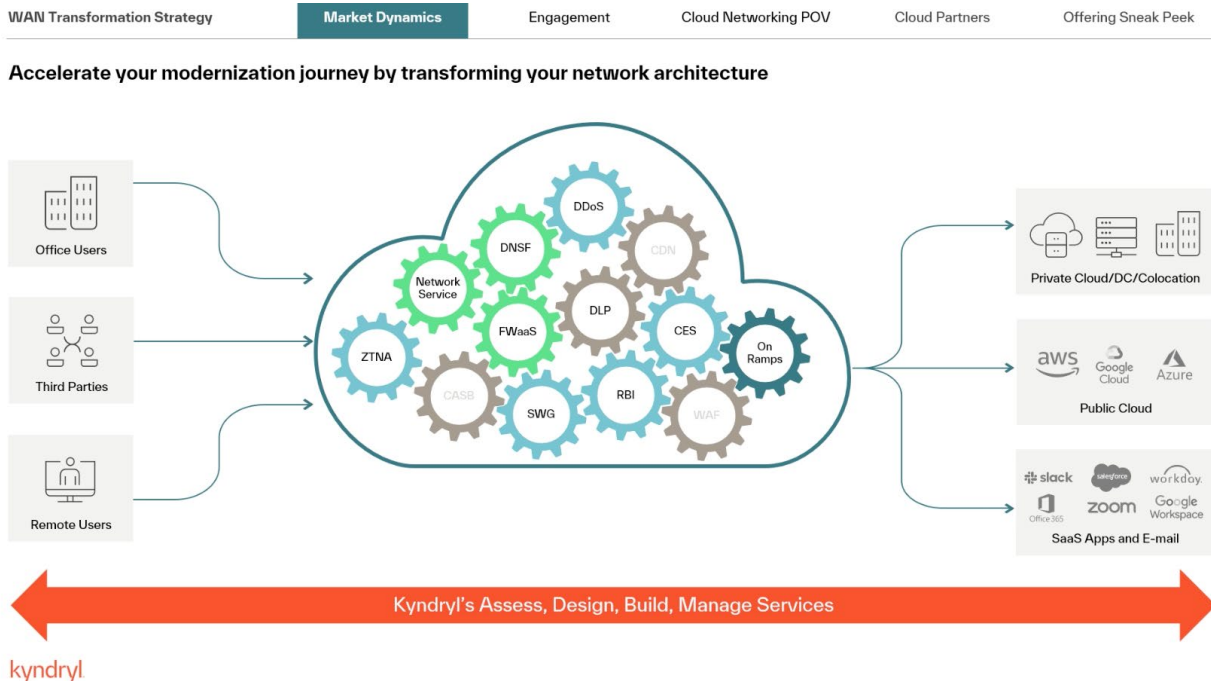 WAN Transformation Strategy
Market Dynamics
Engagement
Cloud Networking POV
Cloud Partners
Offering Sneak Peek
Accelerate your modernization journey by transforming your network architecture
Office Users
Third Parties
Remote Users
DDoS
DNSF
CDN
Network
Service
DLP
FWaaS
CES
ZTNA
On
Ramps
CASB
SWG
RBI
WAF
Private Cloud/DC/Colocation
aws
Google
Cloud
Azure
Public Cloud
slack
salesforce
workday.
Office 365
zoom
Google
Workspace
SaaS Apps and E-mail
Kyndryl's Assess, Design, Build, Manage Services
kyndryl